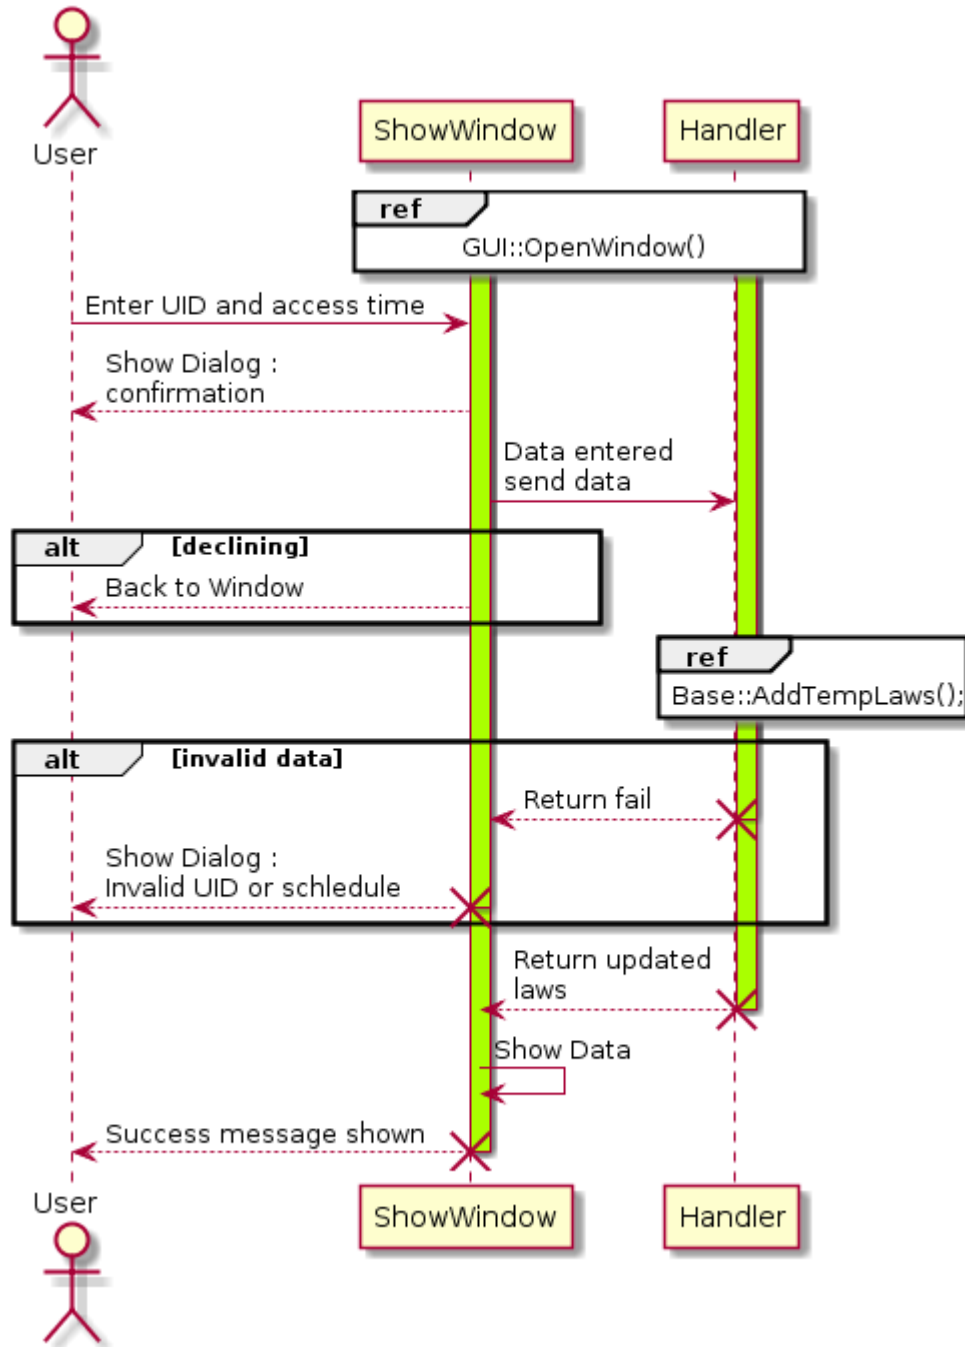 User
ShowWindow
Handler
ref
GUI::OpenWindow()
Enter UID and access time
Show Dialog :
confirmation
Data entered
send data
alt
[declining]
Back to Window
ref
Base::AddTempLaws();
alt
[invalid data]
Return fail
Show Dialog :
Invalid UID or schledule
Return updated
laws
Show Data
Success message shown
User
ShowWindow
Handler